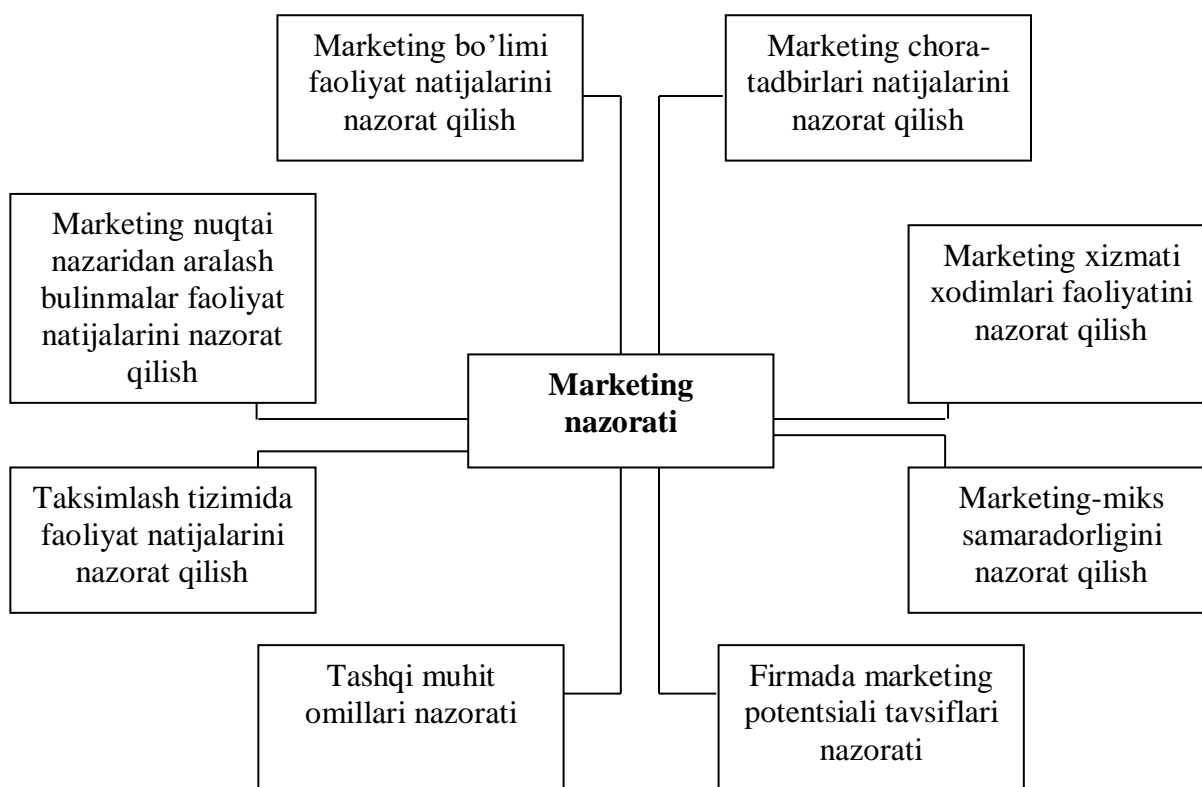 Marketing bo’limi
faoliyat natijalarini
nazorat qilish
Marketing chora-
tadbirlari natijalarini
nazorat qilish
Marketing nuqtai
nazaridan aralash
bulinmalar faoliyat
natijalarini nazorat
qilish
Marketing xizmati
xodimlari faoliyatini
nazorat qilish
Marketing
nazorati
Taksimlash tizimida
faoliyat natijalarini
nazorat qilish
Marketing-miks
samaradorligini
nazorat qilish
Tashqi muhit
omillari nazorati
Firmada marketing
potentsiali tavsiflari
nazorati